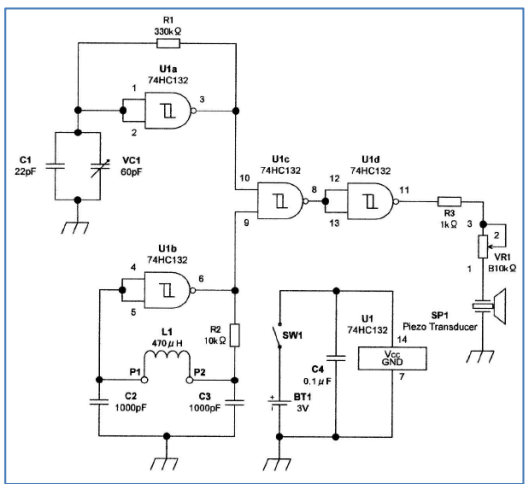 R1
330kΩ
U1a
74HC132
1
2
3
C1
22pF
VC1
60pF
U1c
74HC132
10
9
8
U1d
74HC132
12
13
11
R3
1kΩ
3
2
VR1
B10kΩ
1
SP1
Piezo Transducer
U1b
74HC132
4
5
6
R2
10kΩ
L1
470μH
P1
P2
C2
1000pF
C3
1000pF
SW1
C4
0.1μF
BT1
3V
+
−
U1
74HC132
14
Vcc
GND
7